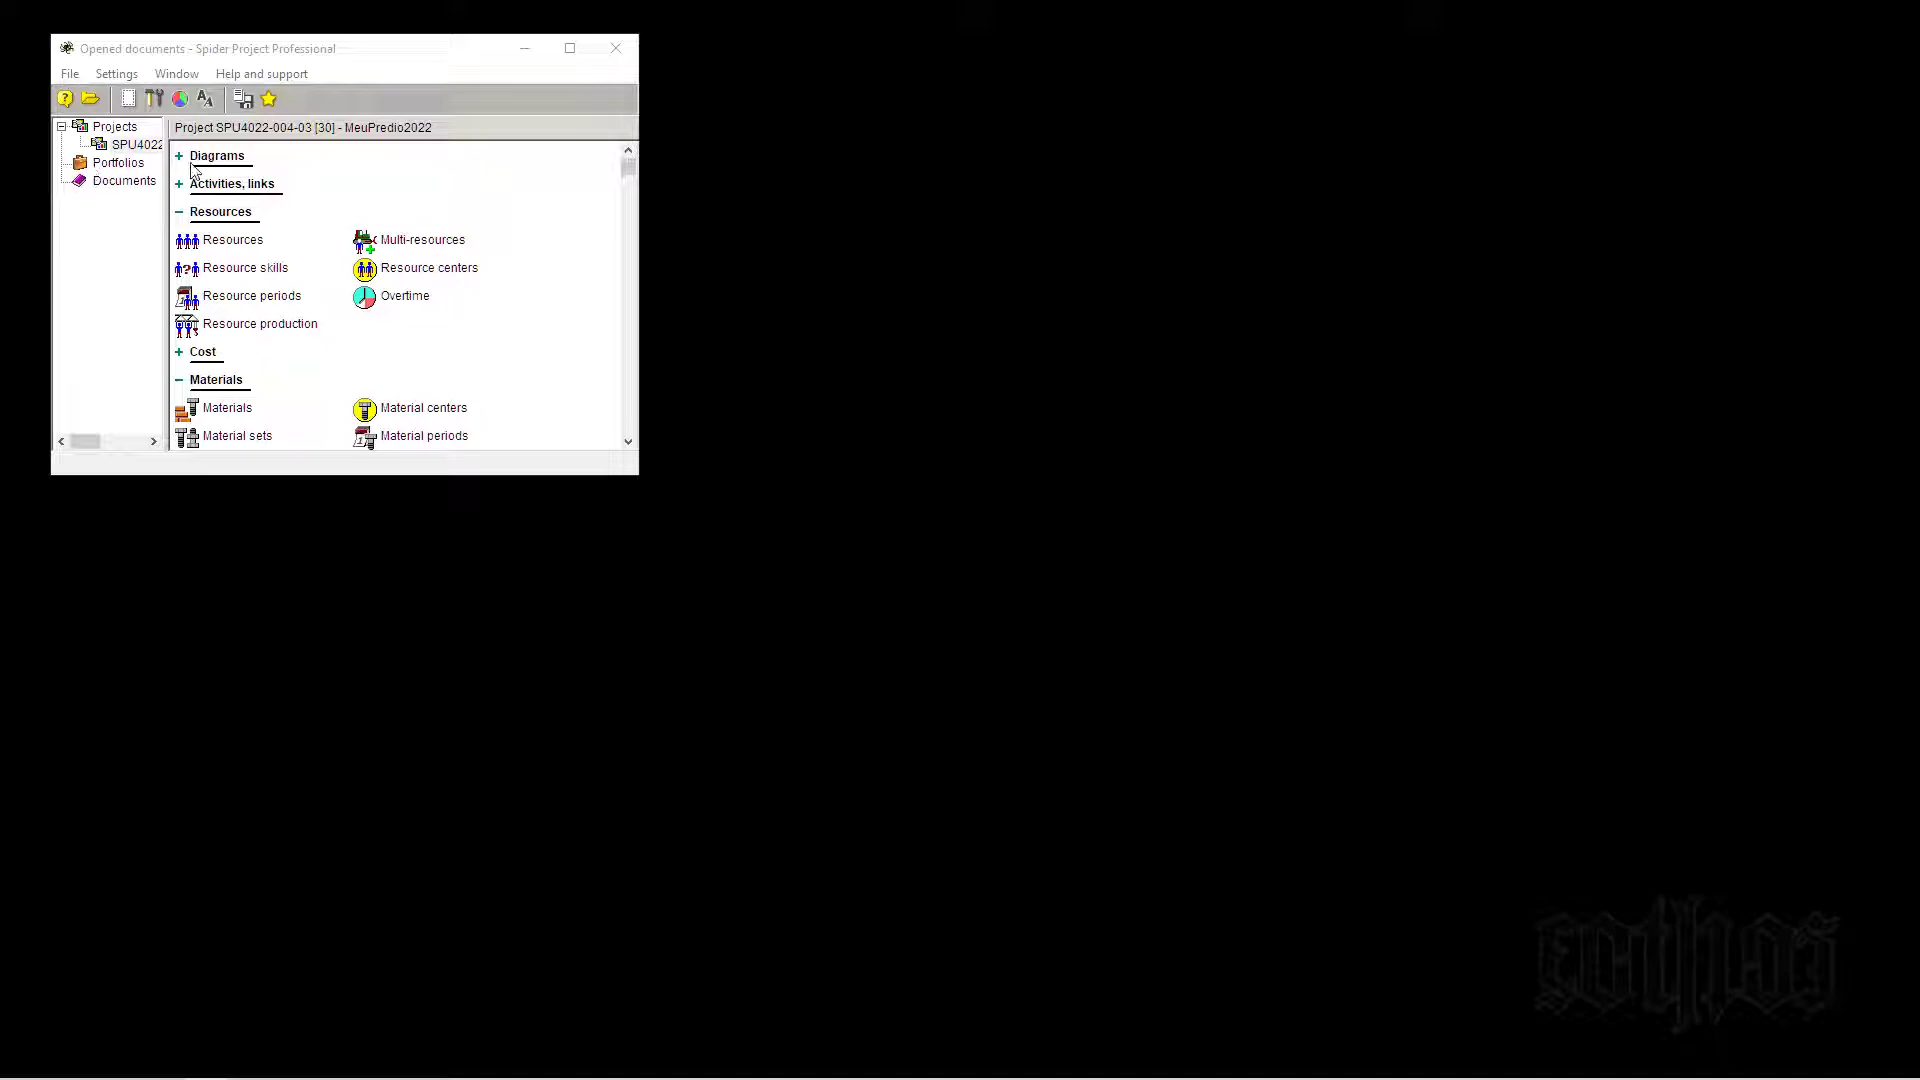 Opened documents - Spider Project Professional
File Settings Window Help and support
Projects
SPU4022
Portfolios
Documents
Project SPU4022-004-03 [30] - MeuPredio2022
Diagrams
Activities, links
Resources
Resources Multi-resources
Resource skills Resource centers
Resource periods Overtime
Resource production
Cost
Materials
Materials Material centers
Material sets Material periods